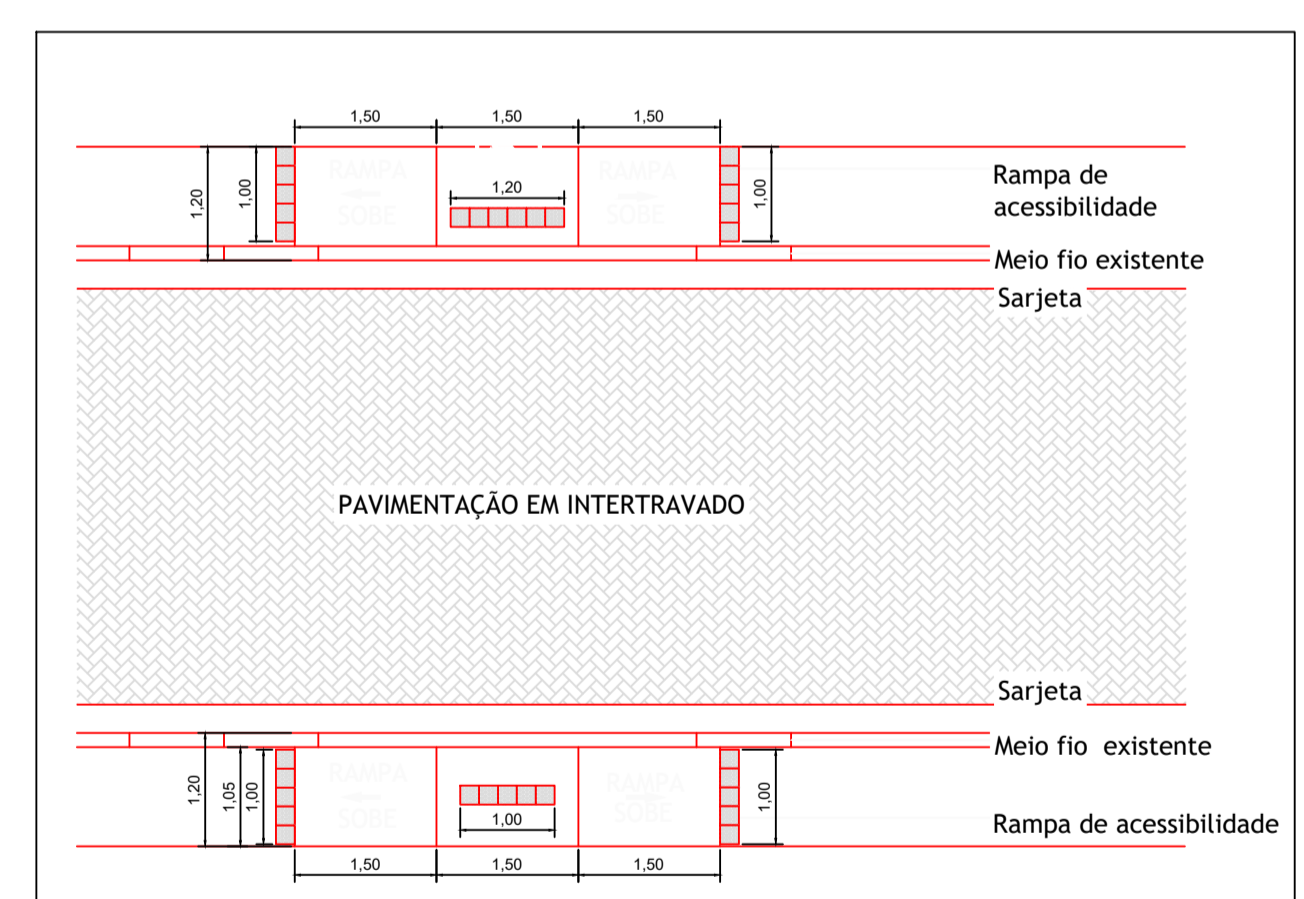 1,50 1,50 1,50
RAMPA RAMPA
Rampa de
acessibilidade
1,20 1,00 1,20 1,00
SOBE SOBE
Meio fio existente
Sarjeta
PAVIMENTAÇÃO EM INTERTRAVADO
Sarjeta
Meio fio existente
RAMPA RAMPA
1,20 1,05 1,00 1,00 1,00
SOBE SOBE
Rampa de acessibilidade
1,50 1,50 1,50